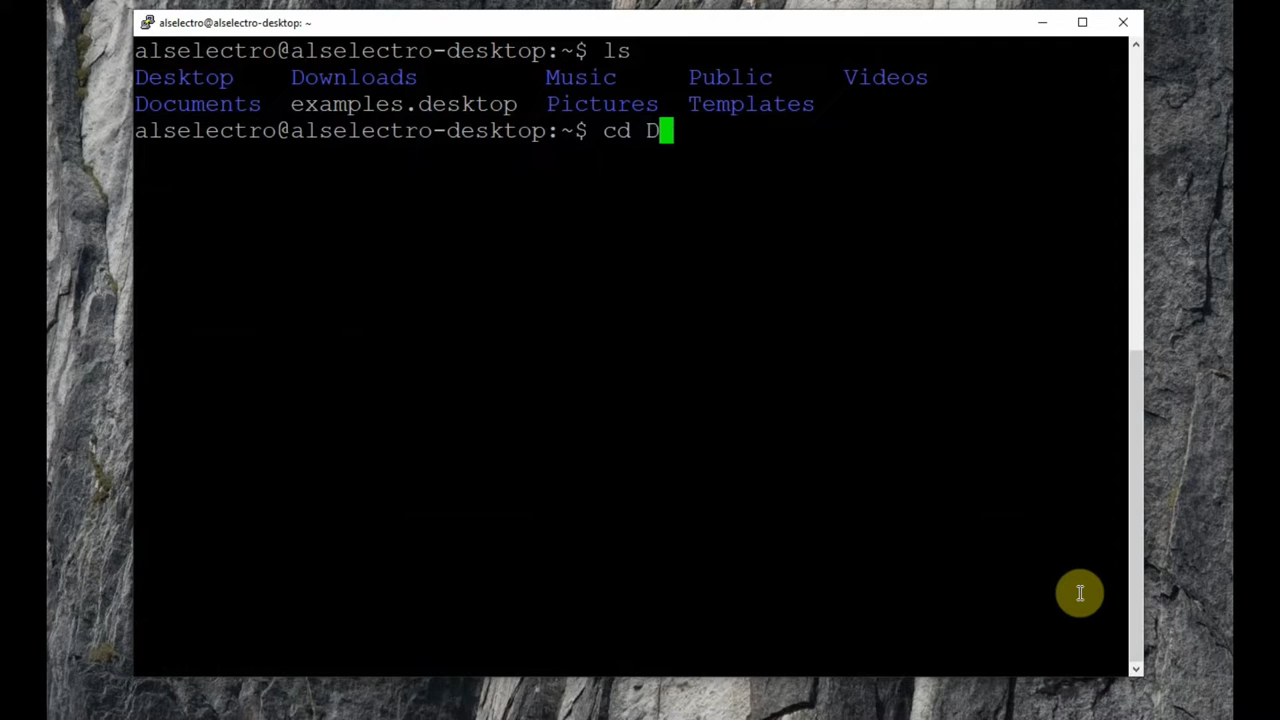 alselectro@alselectro-desktop: ~
alselectro@alselectro-desktop:~$ ls
Desktop Downloads Music Public Videos
Documents examples.desktop Pictures Templates
alselectro@alselectro-desktop:~$ cd D